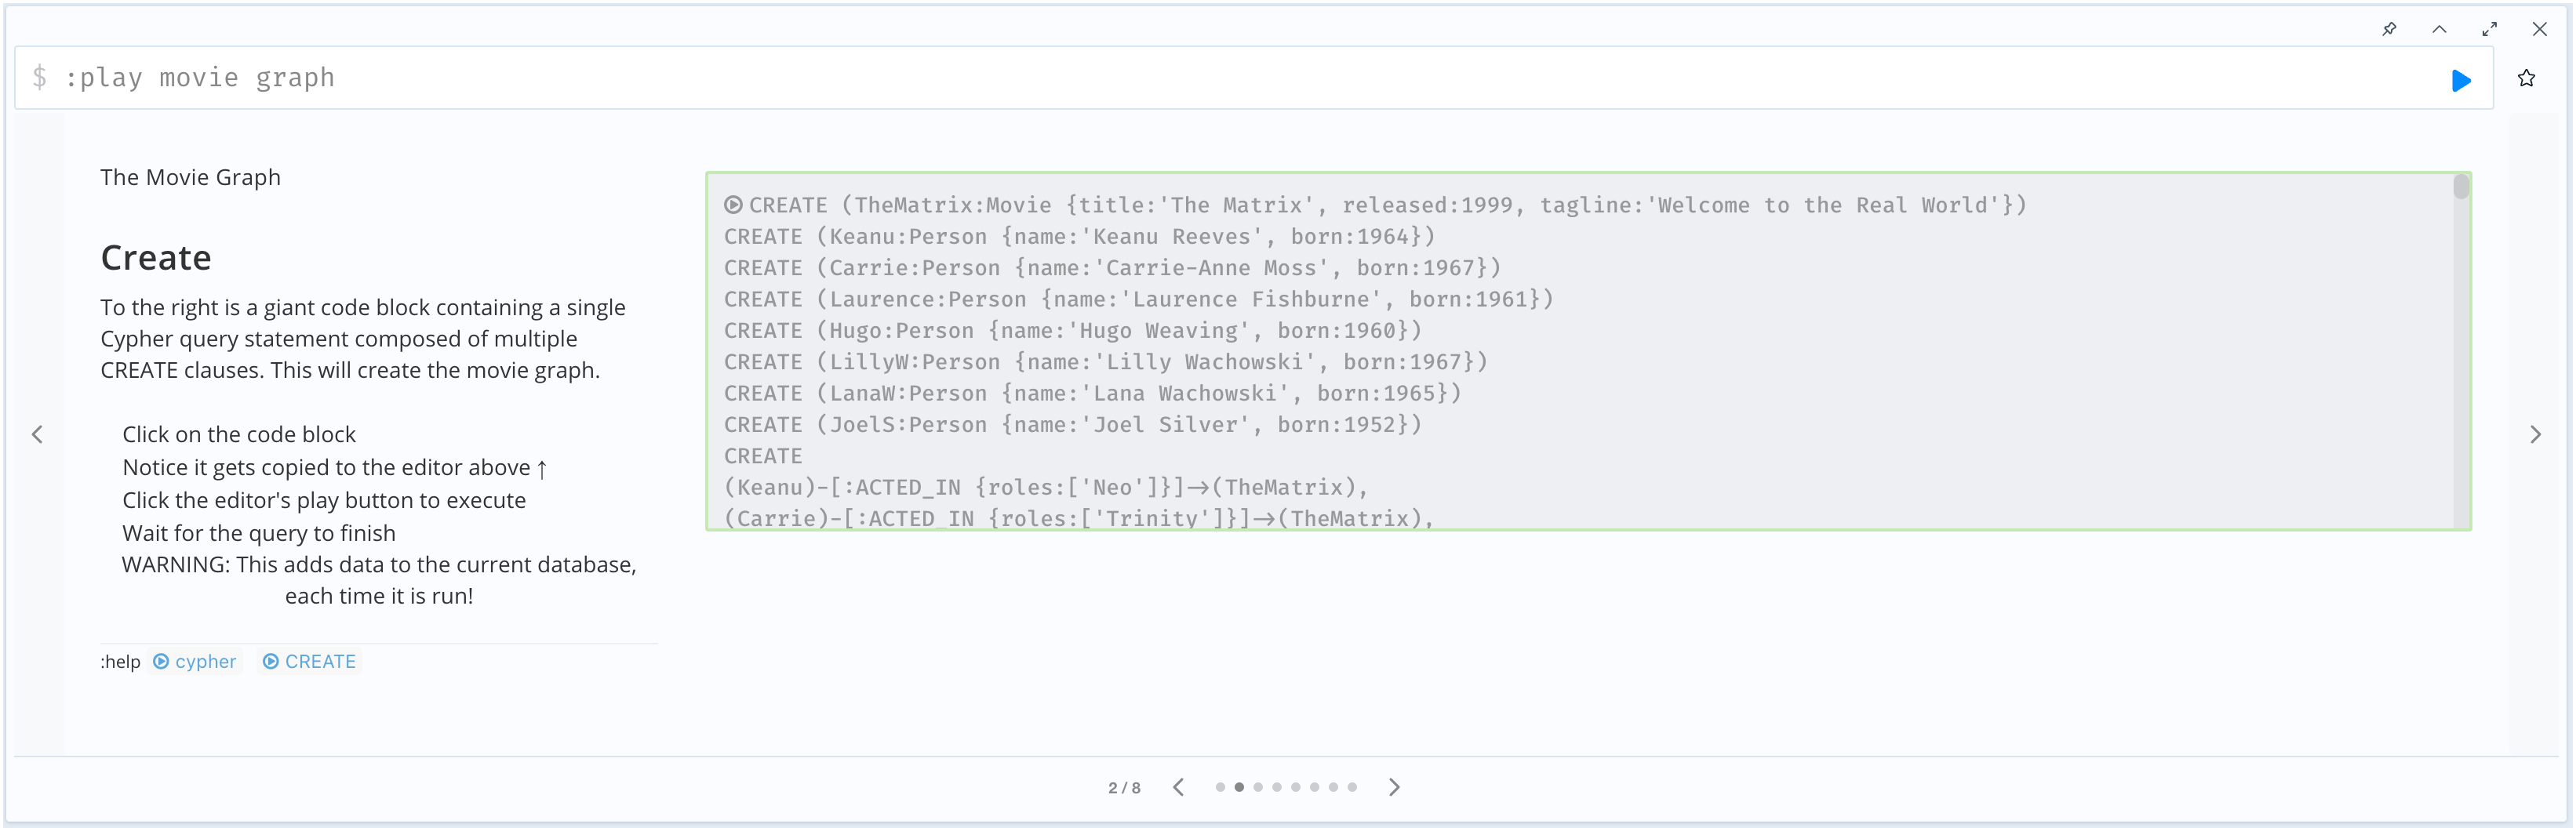 $ :play movie graph
The Movie Graph
Create
To the right is a giant code block containing a single
Cypher query statement composed of multiple
CREATE clauses. This will create the movie graph.
Click on the code block
Notice it gets copied to the editor above ↑
Click the editor's play button to execute
Wait for the query to finish
WARNING: This adds data to the current database,
each time it is run!
:help cypher CREATE
CREATE (TheMatrix:Movie {title:'The Matrix', released:1999, tagline:'Welcome to the Real World'})
CREATE (Keanu:Person {name:'Keanu Reeves', born:1964})
CREATE (Carrie:Person {name:'Carrie-Anne Moss', born:1967})
CREATE (Laurence:Person {name:'Laurence Fishburne', born:1961})
CREATE (Hugo:Person {name:'Hugo Weaving', born:1960})
CREATE (LillyW:Person {name:'Lilly Wachowski', born:1967})
CREATE (LanaW:Person {name:'Lana Wachowski', born:1965})
CREATE (JoelS:Person {name:'Joel Silver', born:1952})
CREATE
(Keanu)-[:ACTED_IN {roles:['Neo']}]->(TheMatrix),
(Carrie)-[:ACTED_IN {roles:['Trinity']}]->(TheMatrix),
2 / 8